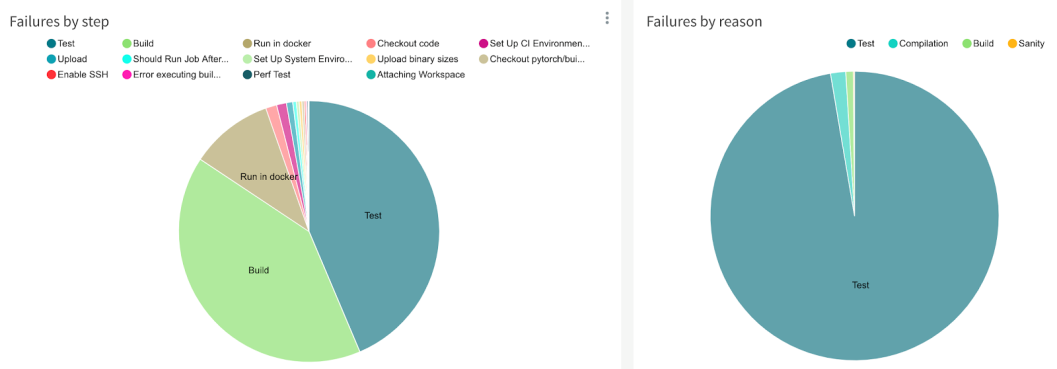 Failures by step
Test Build Run in docker Checkout code Set Up CI Environmen...
Upload Should Run Job After... Set Up System Enviro... Upload binary sizes Checkout pytorch/bui...
Enable SSH Error executing buil... Perf Test Attaching Workspace
Run in docker
Test
Build
Failures by reason
Test Compilation Build Sanity
Test